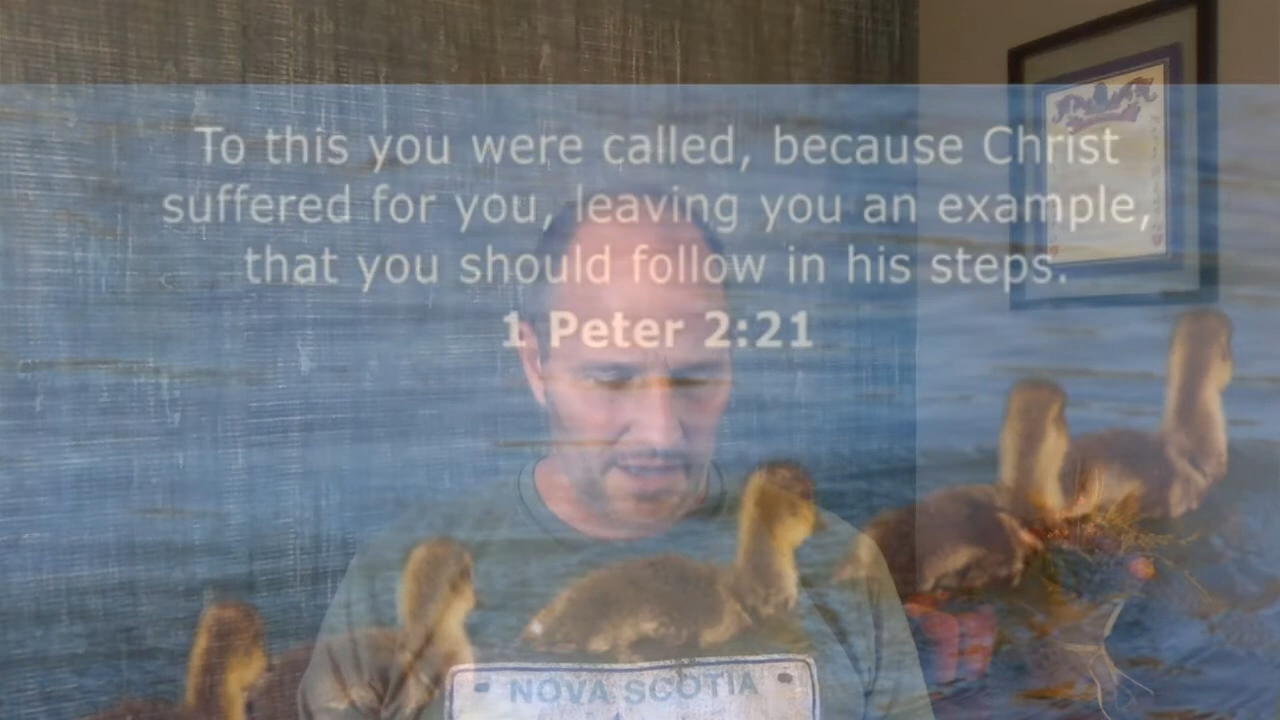 To this you were called, because Christ
suffered for you, leaving you an example,
that you should follow in his steps.
1 Peter 2:21
NOVA SCOTIA